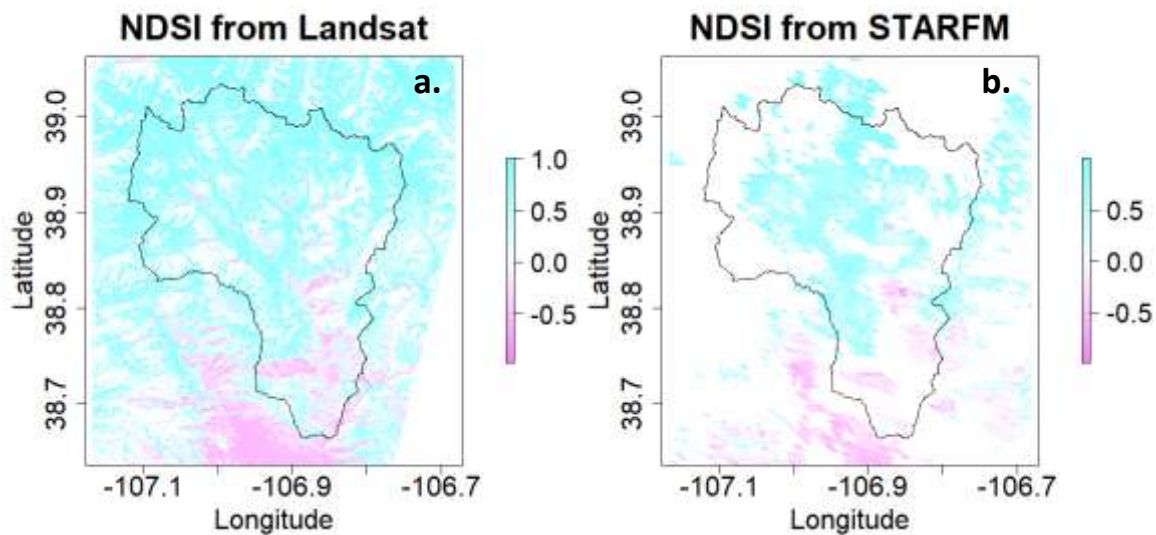 NDSI from Landsat
a.
39.0
38.9
38.8
38.7
Latitude
-107.1
-106.9
-106.7
Longitude
1.0
0.5
0.0
-0.5
NDSI from STARFM
b.
39.0
38.9
38.8
38.7
Latitude
-107.1
-106.9
-106.7
Longitude
0.5
0.0
-0.5